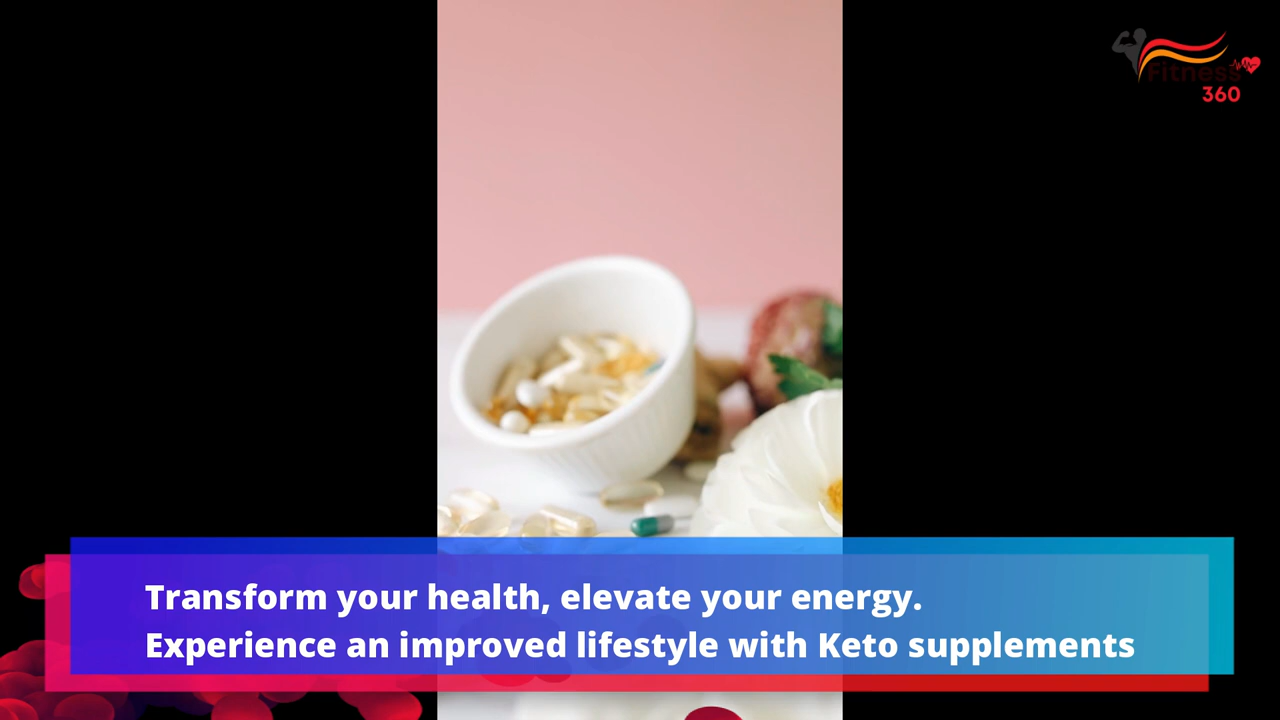 Fitness
360
Transform your health, elevate your energy.
Experience an improved lifestyle with Keto supplements